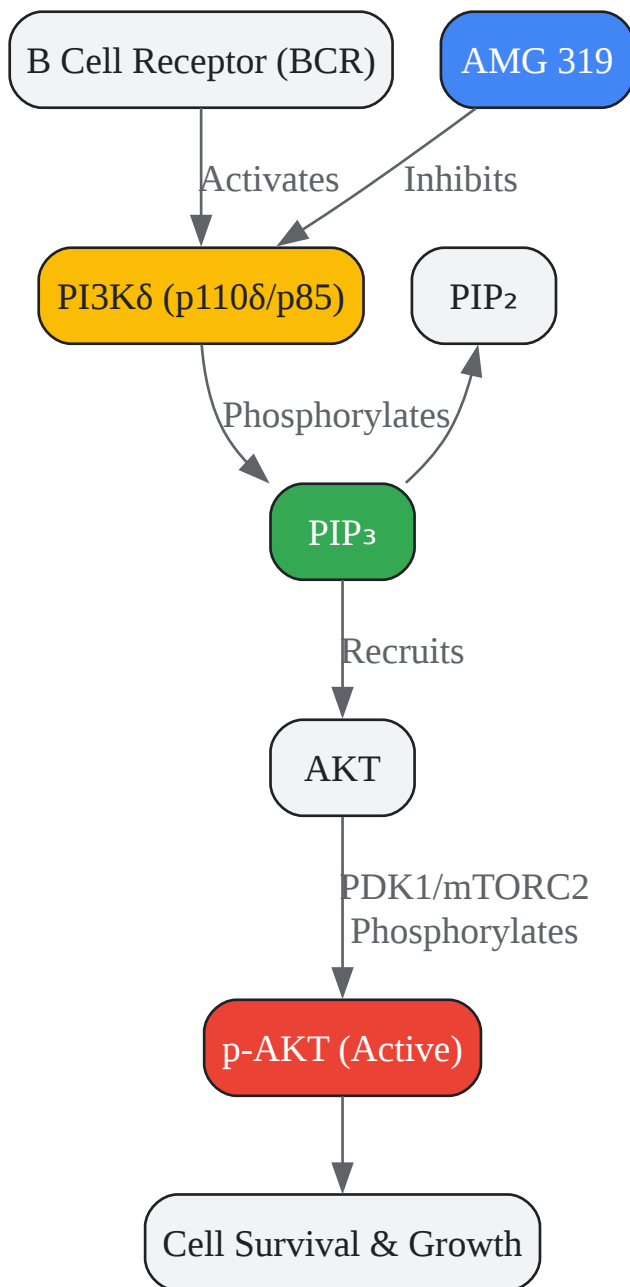 B Cell Receptor (BCR)
AMG 319
Activates
Inhibits
PI3Kδ (p110δ/p85)
PIP₂
Phosphorylates
PIP₃
Recruits
AKT
PDK1/mTORC2
Phosphorylates
p-AKT (Active)
Cell Survival & Growth